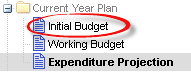 Current Year Plan
Initial Budget
Working Budget
Expenditure Projection